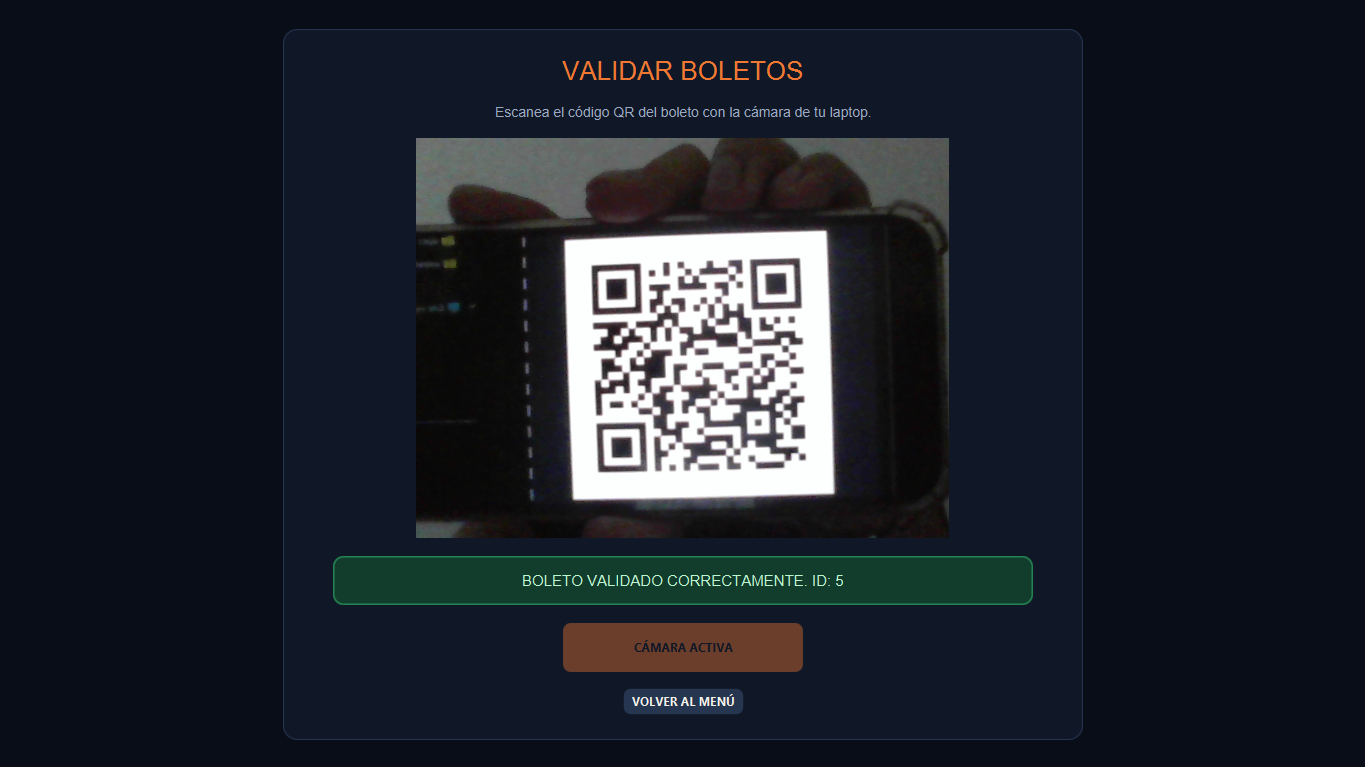 VALIDAR BOLETOS
Escanea el código QR del boleto con la cámara de tu laptop.
BOLETO VALIDADO CORRECTAMENTE. ID: 5
CÁMARA ACTIVA
VOLVER AL MENÚ